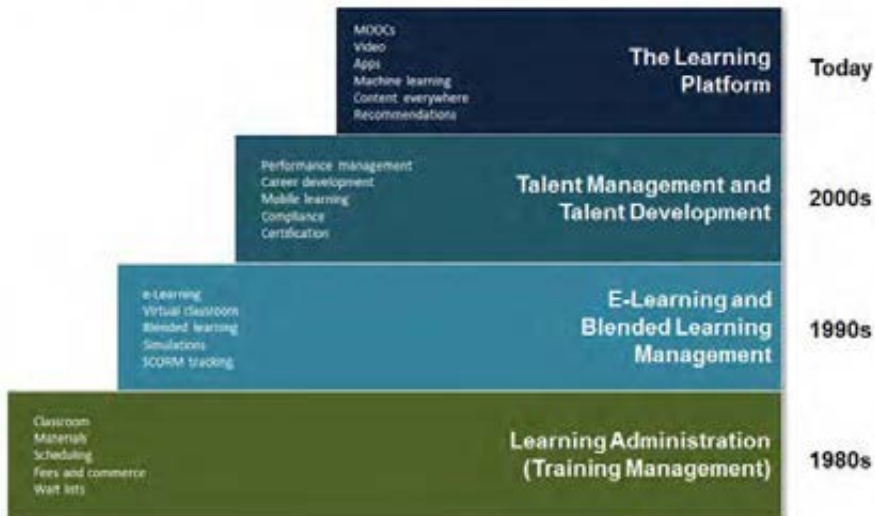 MOOCs
Video
Apps
Machine learning
Content everywhere
Recommendations
The Learning
Platform
Today
Performance management
Career development
Mobile learning
Compliance
Certification
Talent Management and
Talent Development
2000s
e-Learning
Virtual classroom
Blended learning
Simulations
SCORM tracking
E-Learning and
Blended Learning
Management
1990s
Classroom
Materials
Scheduling
Fees and commerce
Wait lists
Learning Administration
(Training Management)
1980s